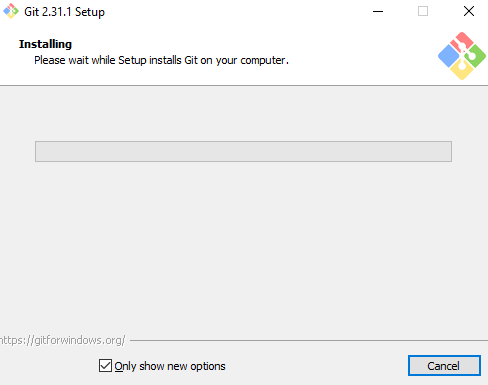 Git 2.31.1 Setup
Installing
Please wait while Setup installs Git on your computer.
https://gitforwindows.org/
Only show new options
Cancel